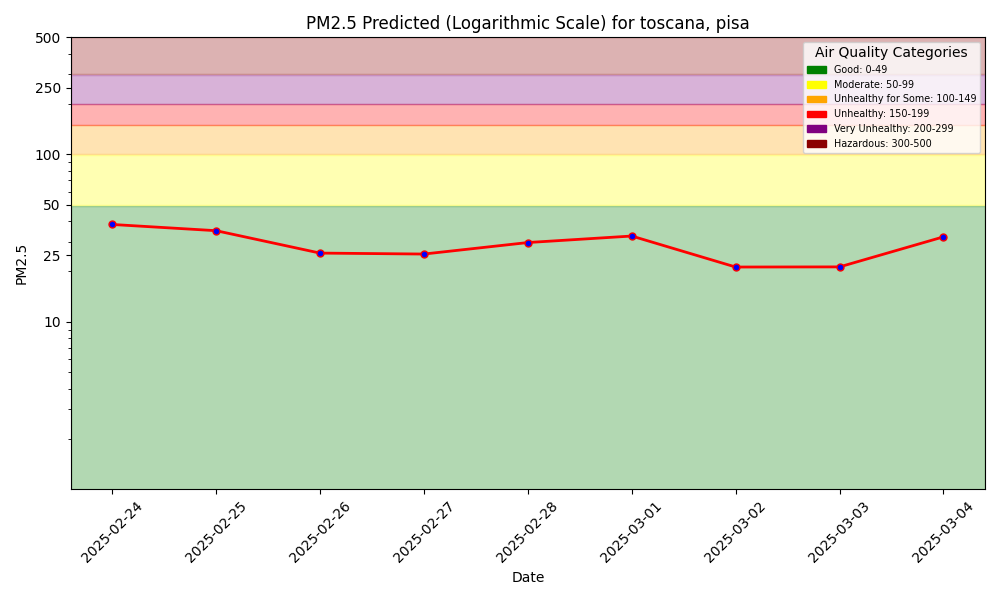 PM2.5 Predicted (Logarithmic Scale) for toscana, pisa
500
250
100
50
25
10
PM2.5
Air Quality Categories
Good: 0-49
Moderate: 50-99
Unhealthy for Some: 100-149
Unhealthy: 150-199
Very Unhealthy: 200-299
Hazardous: 300-500
2025-02-24
2025-02-25
2025-02-26
2025-02-27
2025-02-28
2025-03-01
2025-03-02
2025-03-03
2025-03-04
Date